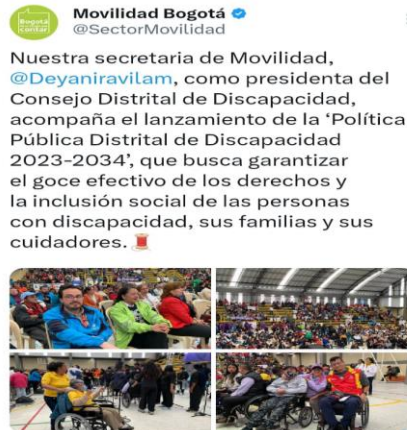 Movilidad Bogotá
@SectorMovilidad
Nuestra secretaria de Movilidad,
@Deyaniravilam, como presidenta del
Consejo Distrital de Discapacidad,
acompaña el lanzamiento de la ‘Política
Pública Distrital de Discapacidad
2023-2034’, que busca garantizar
el goce efectivo de los derechos y
la inclusión social de las personas
con discapacidad, sus familias y sus
cuidadores.